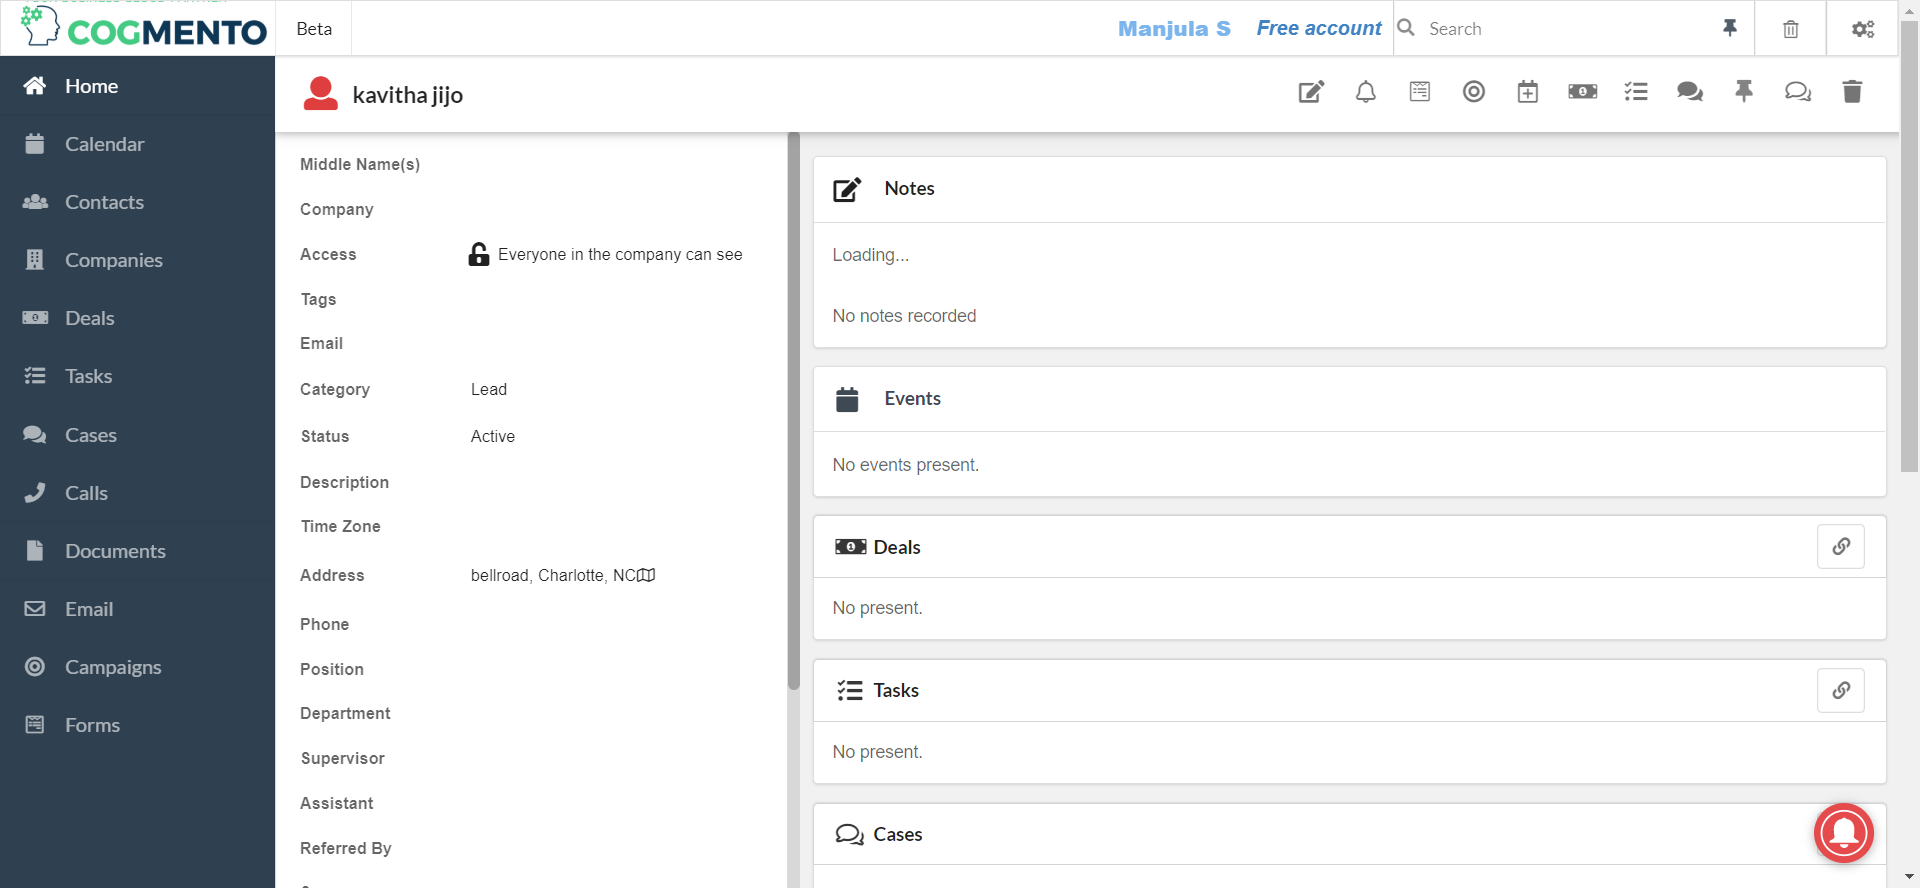 COGMENTO
Beta
Manjula S
Free account
Search
Home
Calendar
Contacts
Companies
Deals
Tasks
Cases
Calls
Documents
Email
Campaigns
Forms
kavitha jijo
Middle Name(s)
Company
Access Everyone in the company can see
Tags
Email
Category Lead
Status Active
Description
Time Zone
Address bellroad, Charlotte, NC
Phone
Position
Department
Supervisor
Assistant
Referred By
Notes
Loading...
No notes recorded
Events
No events present.
Deals
No present.
Tasks
No present.
Cases